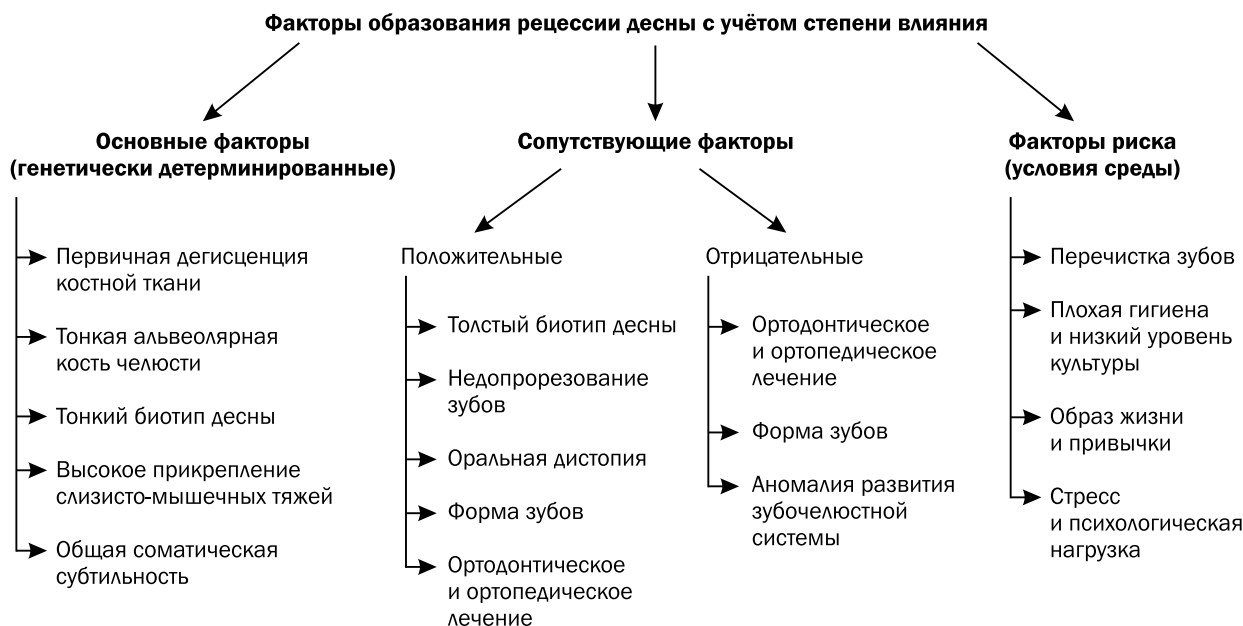 Факторы образования рецессии десны с учётом степени влияния
Основные факторы
(генетически детерминированные)
Первичная дегисценция
костной ткани
Тонкая альвеолярная
кость челюсти
Тонкий биотип десны
Высокое прикрепление
слизисто-мышечных тяжей
Общая соматическая
субтильность
Сопутствующие факторы
Положительные
Толстый биотип десны
Недопрорезование
зубов
Оральная дистопия
Форма зубов
Ортодонтическое
и ортопедическое
лечение
Отрицательные
Ортодонтическое
и ортопедическое
лечение
Форма зубов
Аномалия развития
зубочелюстной
системы
Факторы риска
(условия среды)
Перечистка зубов
Плохая гигиена
и низкий уровень
культуры
Образ жизни
и привычки
Стресс
и психологическая
нагрузка